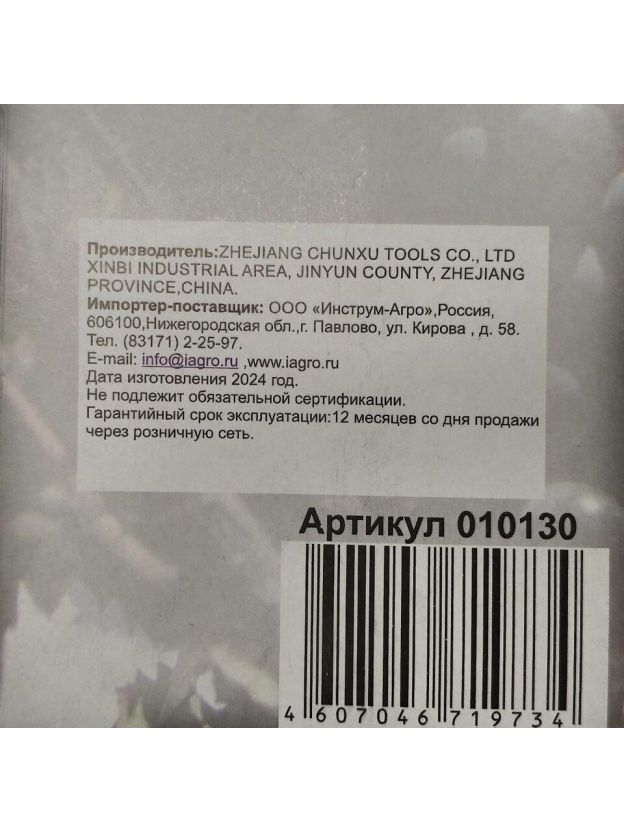 Производитель:ZHEJIANG CHUNXU TOOLS CO., LTD
XINBI INDUSTRIAL AREA, JINYUN COUNTY, ZHEJIANG
PROVINCE,CHINA.
Импортер-поставщик: ООО «Инструм-Агро»,Россия,
606100,Нижегородская обл.,г. Павлово, ул. Кирова , д. 58.
Тел. (83171) 2-25-97.
E-mail: info@iagro.ru ,www.iagro.ru
Дата изготовления 2024 год.
Не подлежит обязательной сертификации.
Гарантийный срок эксплуатации:12 месяцев со дня продажи
через розничную сеть.
Артикул 010130
4 607046 719734